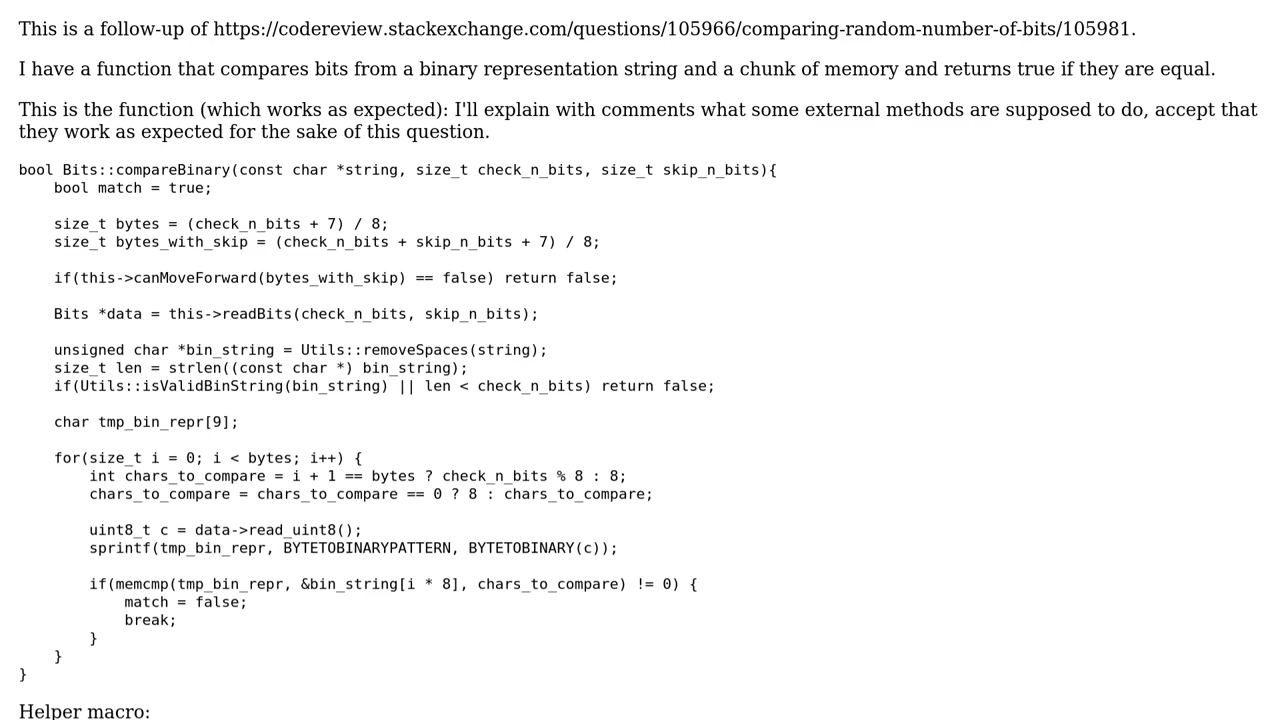 This is a follow-up of https://codereview.stackexchange.com/questions/105966/comparing-random-number-of-bits/105981.
I have a function that compares bits from a binary representation string and a chunk of memory and returns true if they are equal.
This is the function (which works as expected): I'll explain with comments what some external methods are supposed to do, accept that
they work as expected for the sake of this question.
bool Bits::compareBinary(const char *string, size_t check_n_bits, size_t skip_n_bits){
    bool match = true;

    size_t bytes = (check_n_bits + 7) / 8;
    size_t bytes_with_skip = (check_n_bits + skip_n_bits + 7) / 8;

    if(this->canMoveForward(bytes_with_skip) == false) return false;

    Bits *data = this->readBits(check_n_bits, skip_n_bits);

    unsigned char *bin_string = Utils::removeSpaces(string);
    size_t len = strlen((const char *) bin_string);
    if(Utils::isValidBinString(bin_string) || len < check_n_bits) return false;

    char tmp_bin_repr[9];

    for(size_t i = 0; i < bytes; i++) {
        int chars_to_compare = i + 1 == bytes ? check_n_bits % 8 : 8;
        chars_to_compare = chars_to_compare == 0 ? 8 : chars_to_compare;

        uint8_t c = data->read_uint8();
        sprintf(tmp_bin_repr, BYTETOBINARYPATTERN, BYTETOBINARY(c));

        if(memcmp(tmp_bin_repr, &bin_string[i * 8], chars_to_compare) != 0) {
            match = false;
            break;
        }
    }
}
Helper macro: